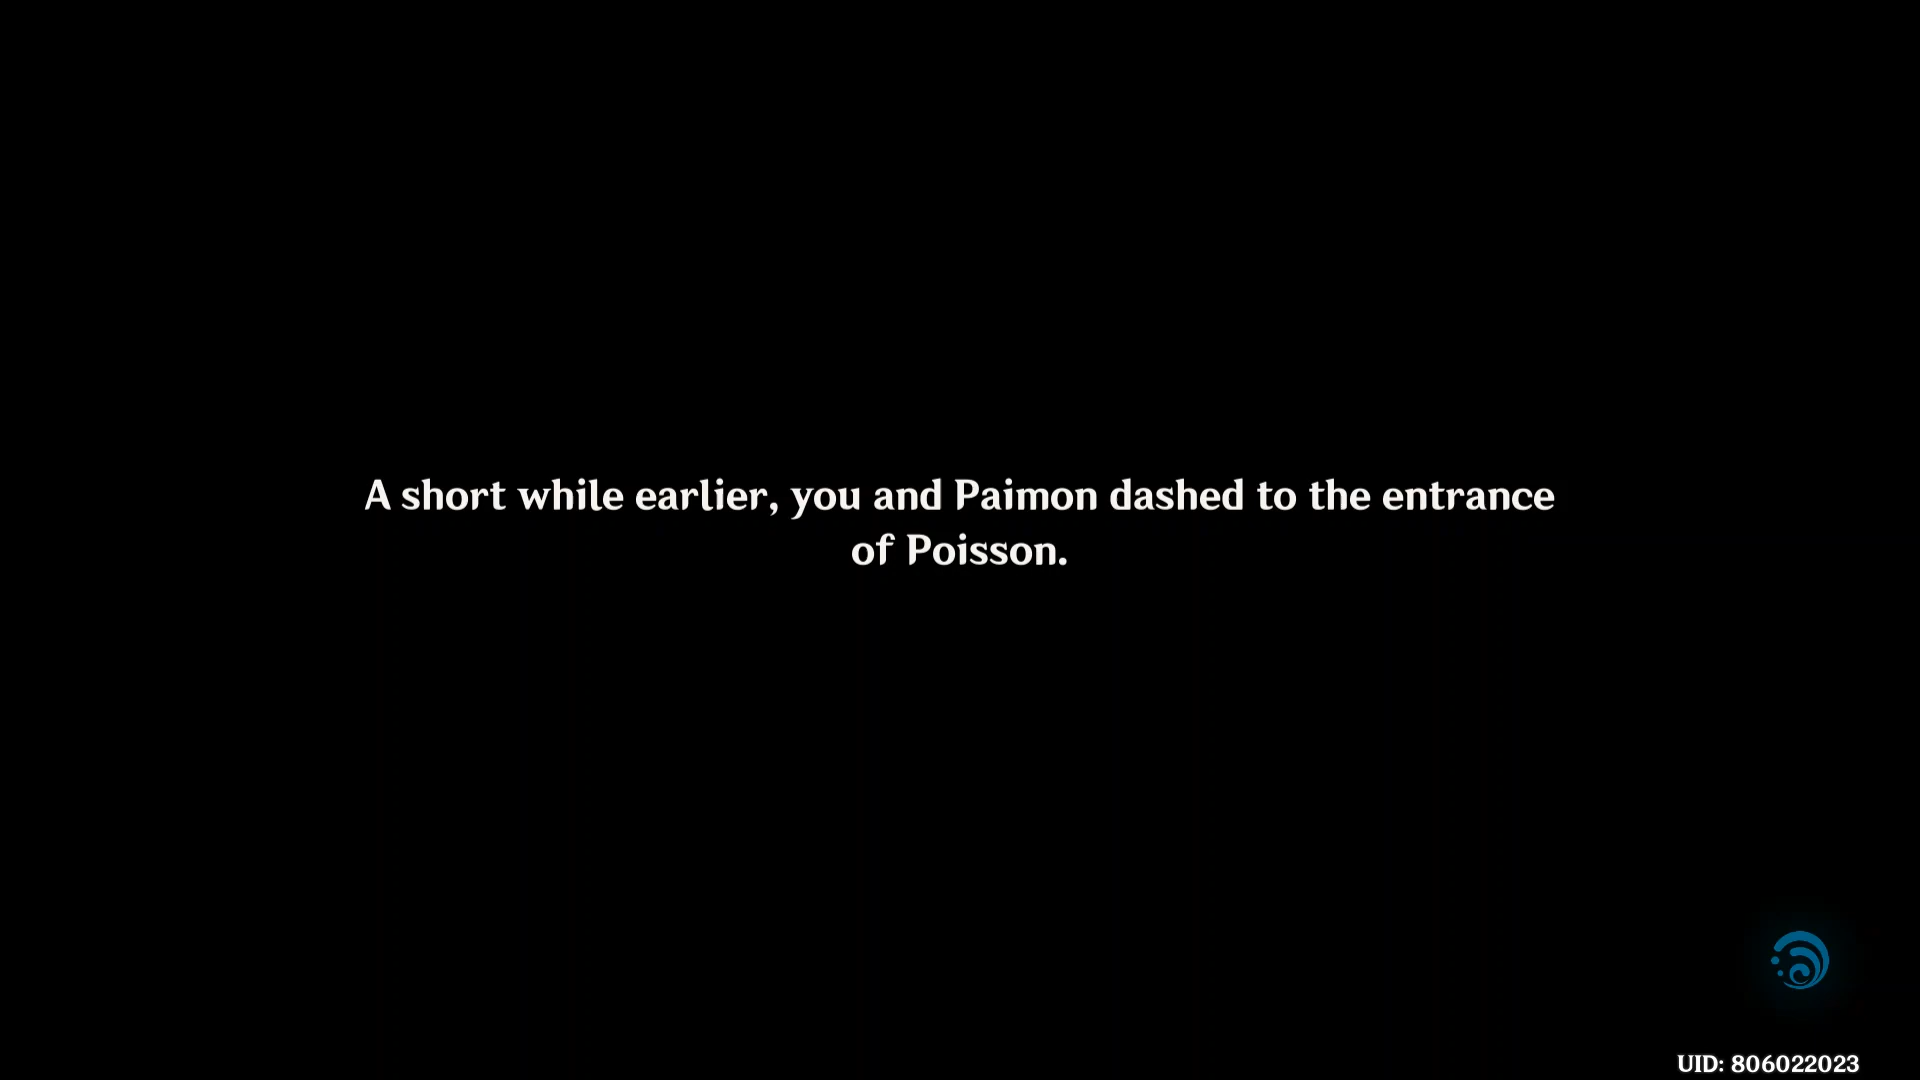 A short while earlier, you and Paimon dashed to the entrance
of Poisson.
UID: 806022023